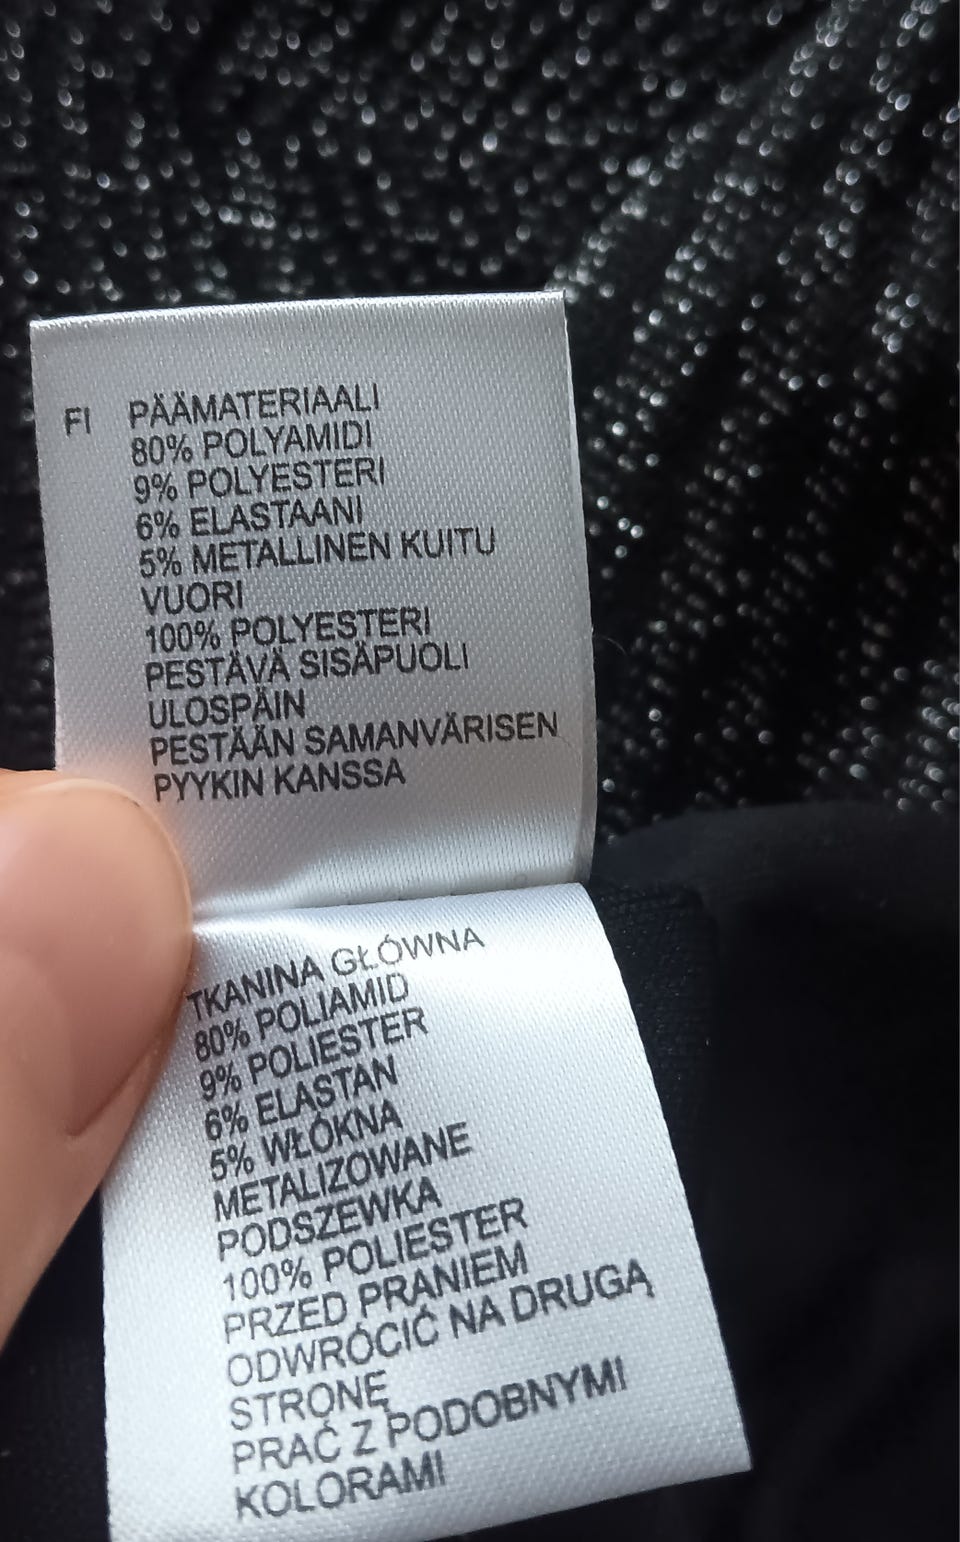 FI PÄÄMATERIAALI
80% POLYAMIDI
9% POLYESTERI
6% ELASTAANI
5% METALLINEN KUITU
VUORI
100% POLYESTERI
PESTÄVÄ SISÄPUOLI
ULOSPÄIN
PESTÄÄN SAMANVÄRISEN
PYYKIN KANSSA
TKANINA GŁÓWNA
80% POLIAMID
9% POLIESTER
6% ELASTAN
5% WŁÓKNA
METALIZOWANE
PODSZEWKA
100% POLIESTER
PRZED PRANIEM
ODWRÓCIĆ NA DRUGĄ
STRONĘ
PRAĆ Z PODOBNYMI
KOLORAMI